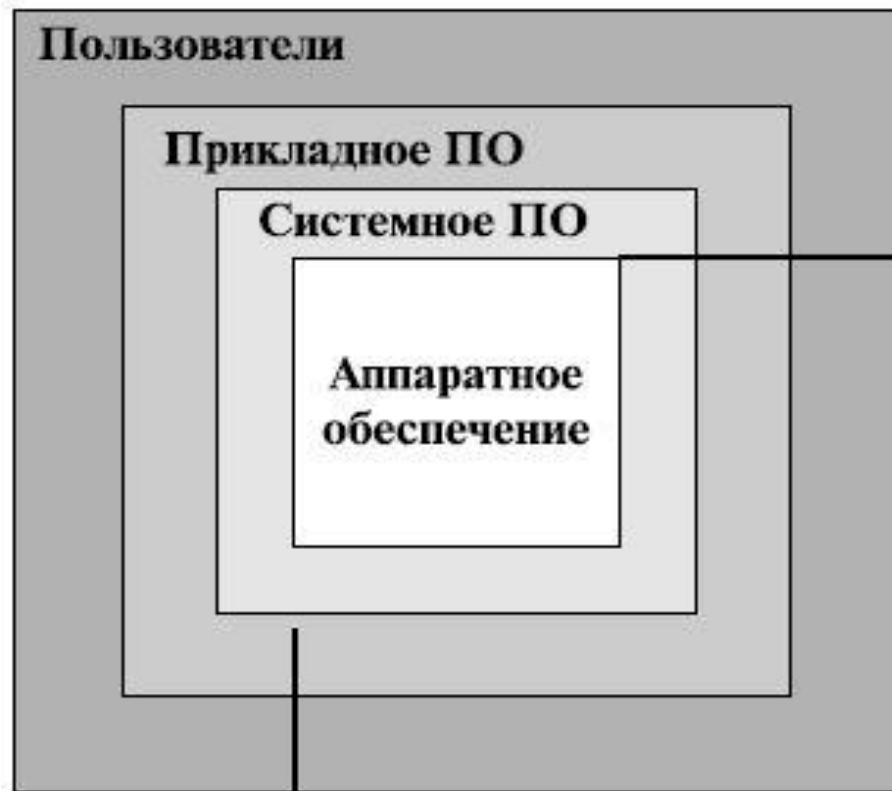 Пользователи
Прикладное ПО
Системное ПО
Аппаратное
обеспечение